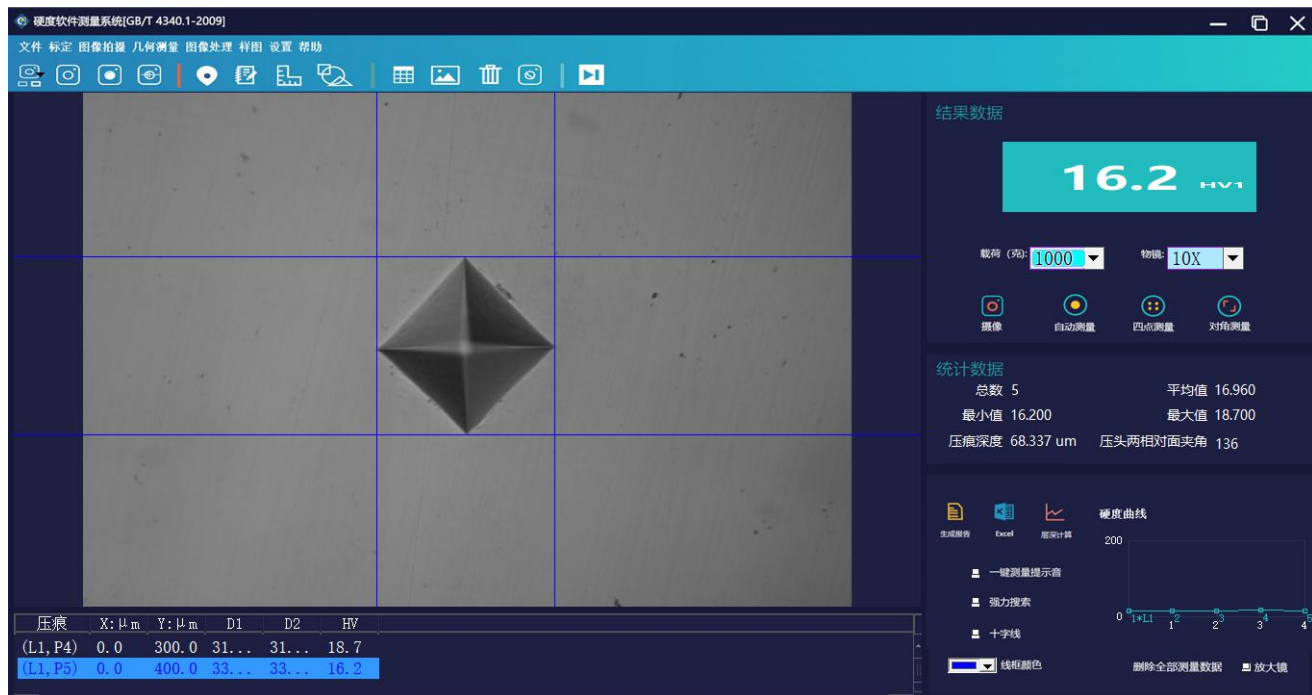 硬度软件测量系统[GB/T 4340.1-2009]
文件 标定 图像拍摄 几何测量 图像处理 样图 设置 帮助
结果数据
16.2 HV1
载荷（克）: 1000 物镜: 10X
摄像 自动测量 四点测量 对角测量
统计数据
总数 5 平均值 16.960
最小值 16.200 最大值 18.700
压痕深度 68.337 um 压头两相对面夹角 136
生成报告 Excel 层深计算 硬度曲线
200
一键测量提示音
强力搜索
0 1*L1 2 3 4 5
1 2 3 4
十字线
线框颜色 删除全部测量数据 放大镜
压痕 X:μm Y:μm D1 D2 HV
(L1,P4) 0.0 300.0 31... 31... 18.7
(L1,P5) 0.0 400.0 33... 33... 16.2